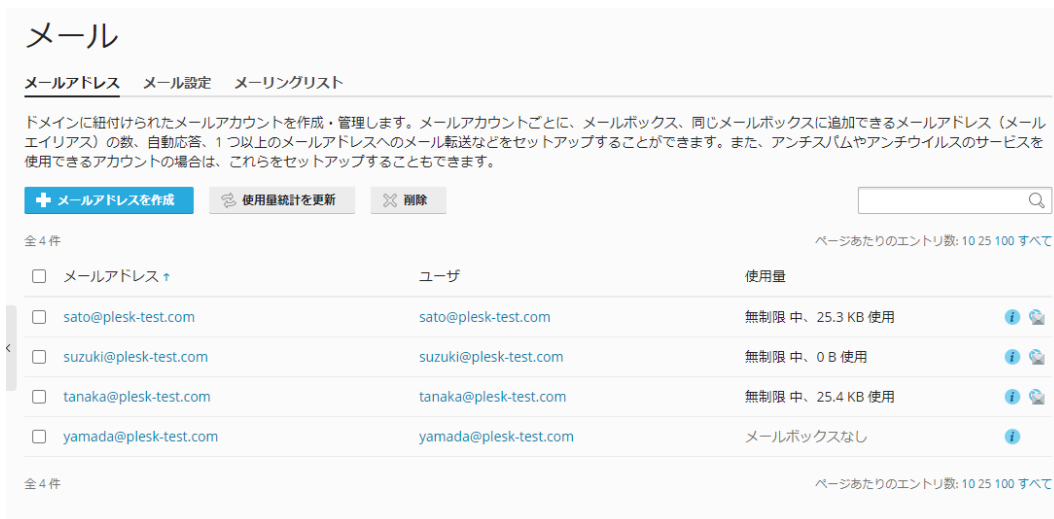 メール
メールアドレス メール設定 メーリングリスト
ドメインに紐付けられたメールアカウントを作成・管理します。メールアカウントごとに、メールボックス、同じメールボックスに追加できるメールアドレス（メール
エイリアス）の数、自動応答、1 つ以上のメールアドレスへのメール転送などをセットアップすることができます。また、アンチスパムやアンチウイルスのサービスを
使用できるアカウントの場合は、これらをセットアップすることもできます。
メールアドレスを作成 使用量統計を更新 削除
全 4 件 ページあたりのエントリ数: 10 25 100 すべて
メールアドレス ↑ ユーザ 使用量
sato@plesk-test.com sato@plesk-test.com 無制限 中、25.3 KB 使用
suzuki@plesk-test.com suzuki@plesk-test.com 無制限 中、0 B 使用
tanaka@plesk-test.com tanaka@plesk-test.com 無制限 中、25.4 KB 使用
yamada@plesk-test.com yamada@plesk-test.com メールボックスなし
全 4 件 ページあたりのエントリ数: 10 25 100 すべて